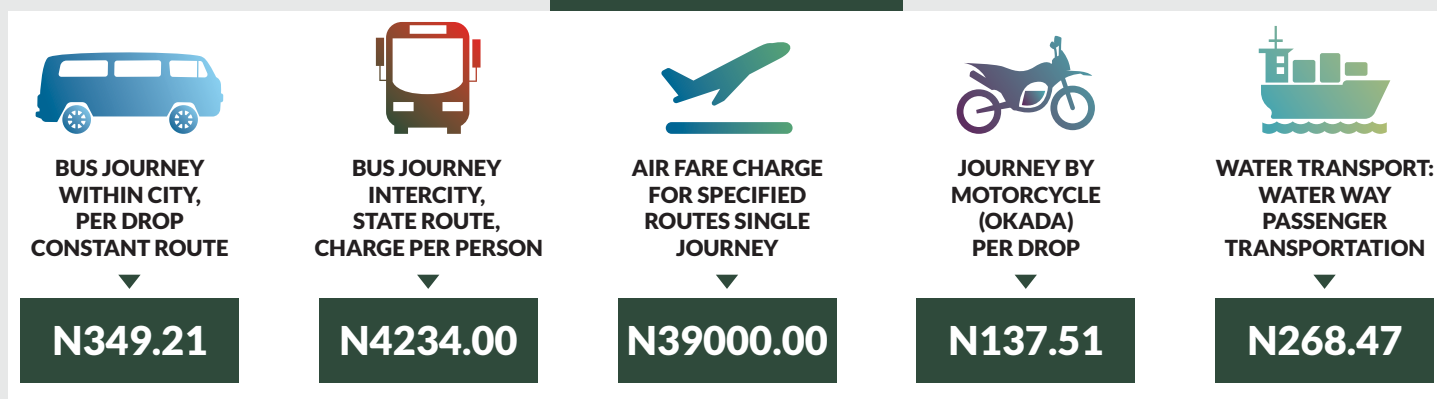 BUS JOURNEY
WITHIN CITY,
PER DROP
CONSTANT ROUTE
N349.21
BUS JOURNEY
INTERCITY,
STATE ROUTE,
CHARGE PER PERSON
N4234.00
AIR FARE CHARGE
FOR SPECIFIED
ROUTES SINGLE
JOURNEY
N39000.00
JOURNEY BY
MOTORCYCLE
(OKADA)
PER DROP
N137.51
WATER TRANSPORT:
WATER WAY
PASSENGER
TRANSPORTATION
N268.47